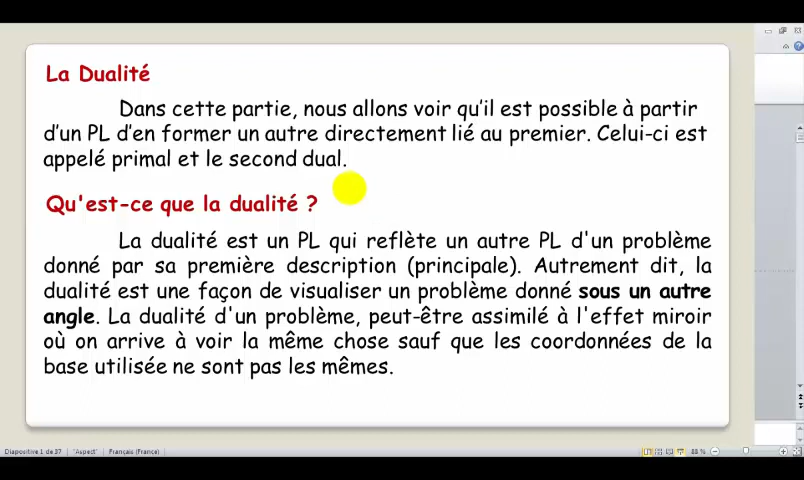 La Dualité
Dans cette partie, nous allons voir qu'il est possible à partir
d'un PL d'en former un autre directement lié au premier. Celui-ci est
appelé primal et le second dual.
Qu'est-ce que la dualité ?
La dualité est un PL qui reflète un autre PL d'un problème
donné par sa première description (principale). Autrement dit, la
dualité est une façon de visualiser un problème donné sous un autre
angle. La dualité d'un problème, peut-être assimilé à l'effet miroir
où on arrive à voir la même chose sauf que les coordonnées de la
base utilisée ne sont pas les mêmes.
Diapositive 1 de 37 "Aspect" Français (France) 88 %